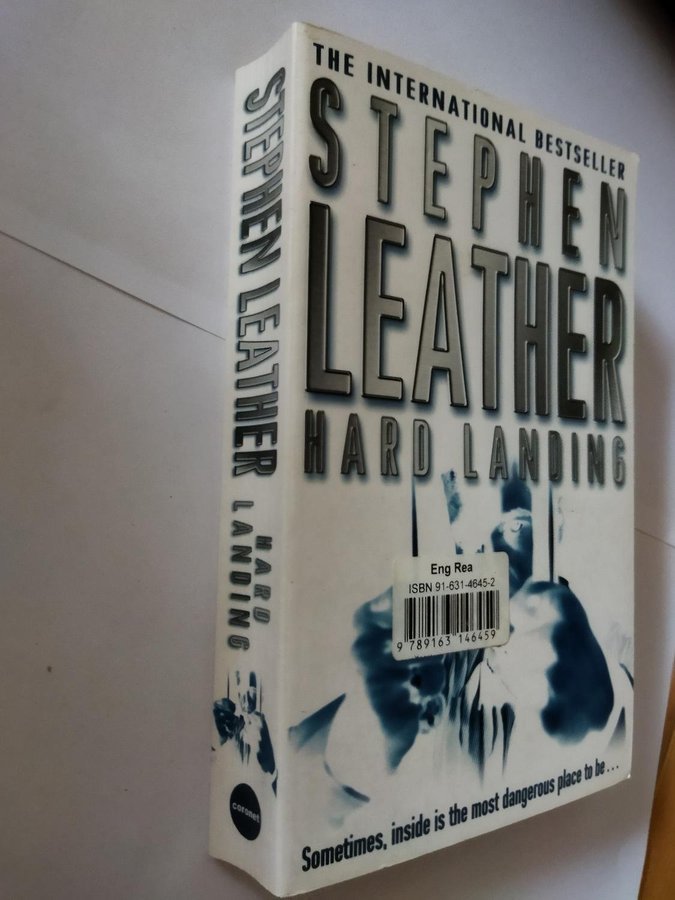 THE INTERNATIONAL BESTSELLER
STEPHEN
LEATHER
HARD LANDING
Eng Rea
ISBN 91-631-4645-2
9 789163 146459
Sometimes, inside is the most dangerous place to be...
STEPHEN LEATHER
HARD
LANDING
coronet